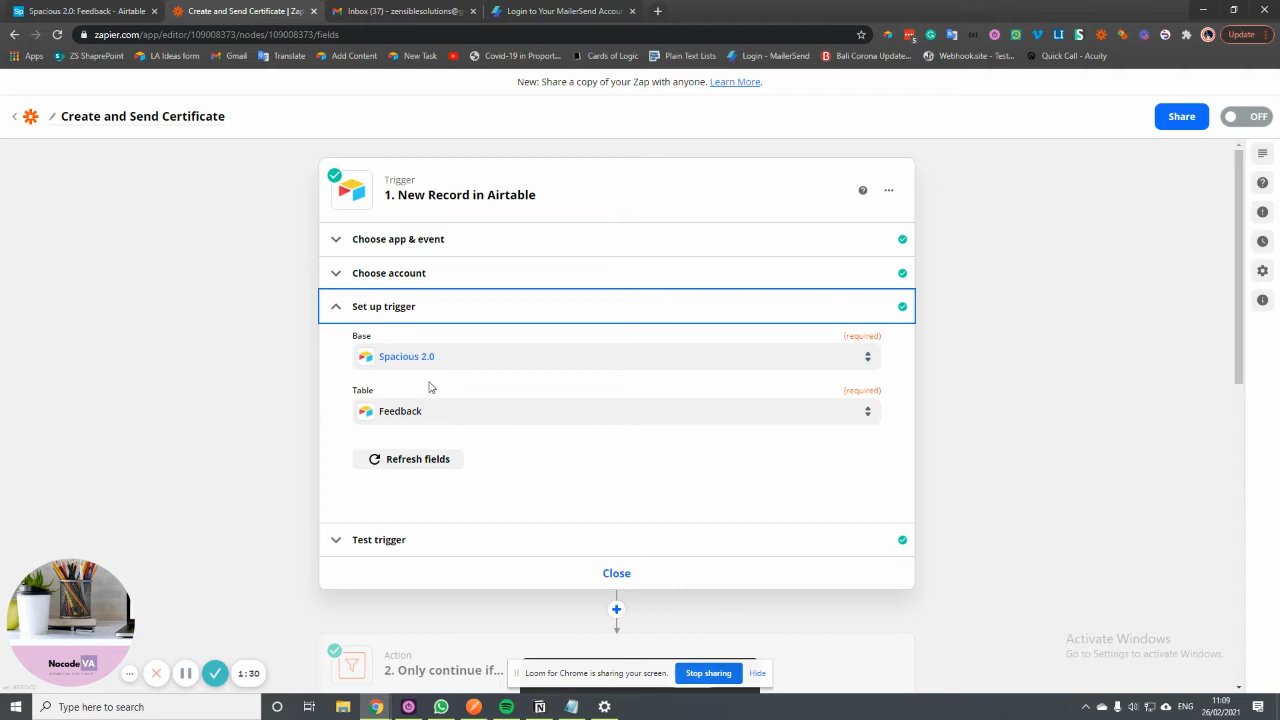 Spacious 2.0: Feedback - Airtable
Create and Send Certificate | Zap
Inbox (37) - zensiblesolutions@g
Login to Your MailerSend Accou
zapier.com/app/editor/109008373/nodes/109008373/fields
Update
Apps
ZS SharePoint
LA Ideas form
Gmail
Translate
Add Content
New Task
Covid-19 in Proport...
Cards of Logic
Plain Text Lists
Login - MailerSend
Bali Corona Update...
Webhook.site - Test...
Quick Call - Acuity
New: Share a copy of your Zap with anyone. Learn More.
Create and Send Certificate
Share
OFF
Trigger
1. New Record in Airtable
Choose app & event
Choose account
Set up trigger
Base
(required)
Spacious 2.0
Table
(required)
Feedback
Refresh fields
Test trigger
Close
Action
2. Only continue if...
Nocode VA
1:30
Loom for Chrome is sharing your screen.
Stop sharing
Hide
Activate Windows
Go to Settings to activate Windows.
Type here to search
ENG
11:09
26/02/2021